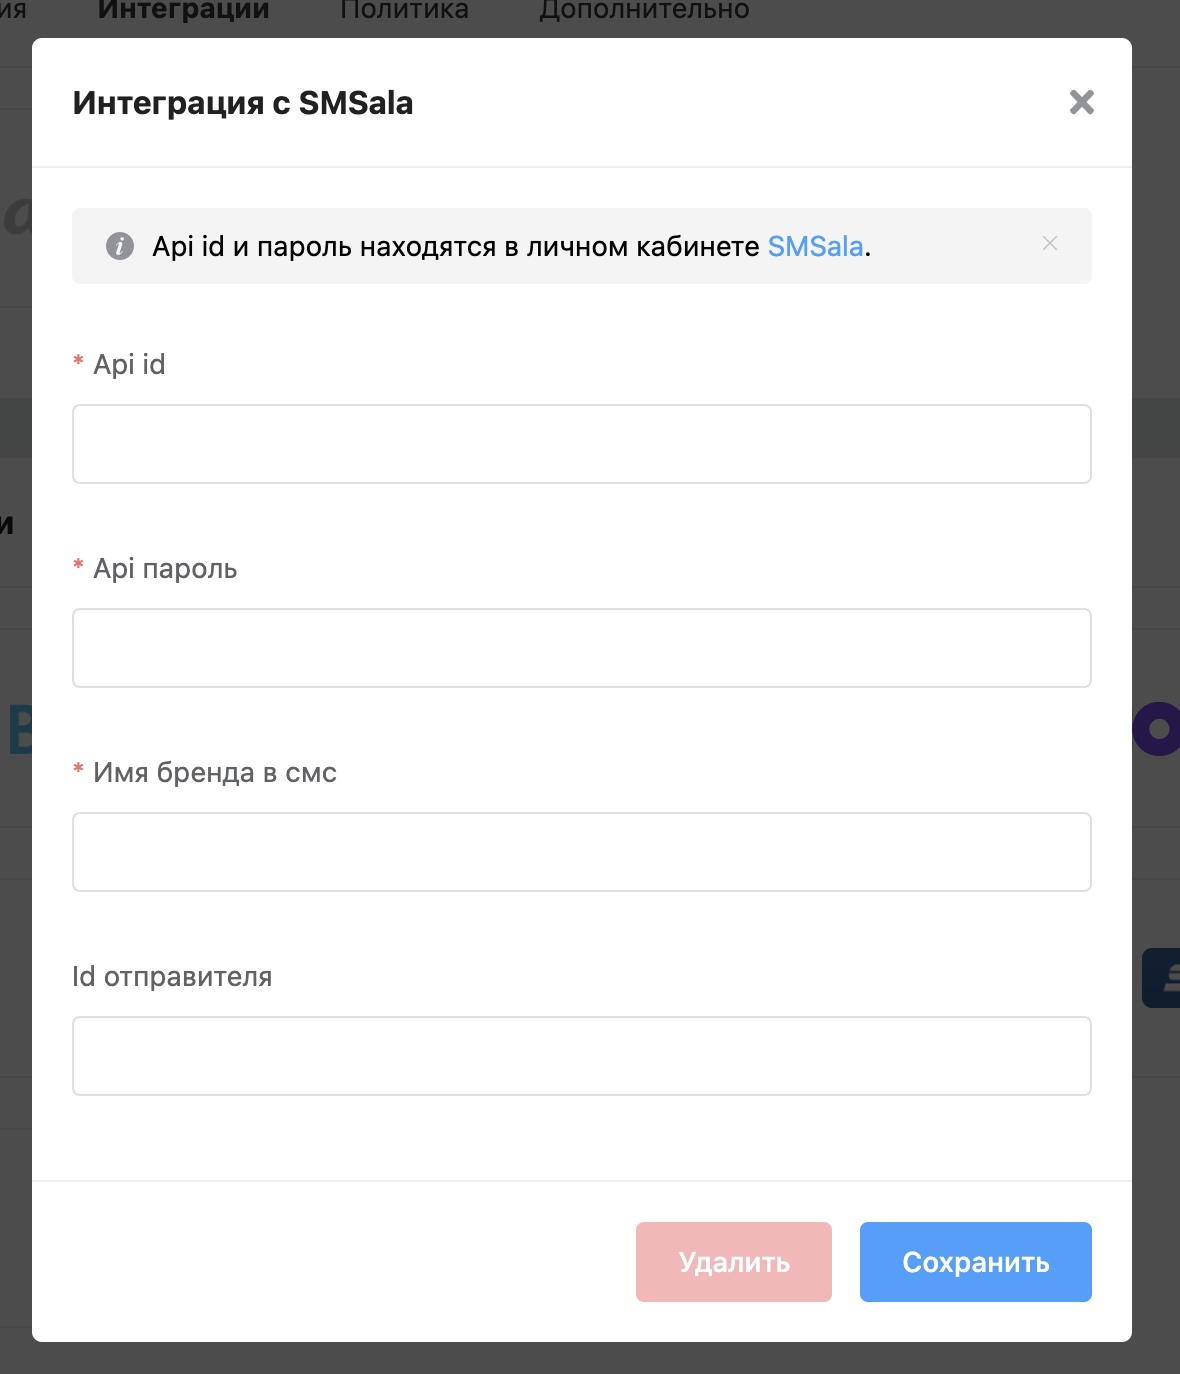 ия Интеграции Политика Дополнительно
Интеграция с SMSala
Api id и пароль находятся в личном кабинете SMSala.
* Api id
и
* Api пароль
* Имя бренда в смс
Id отправителя
Удалить Сохранить